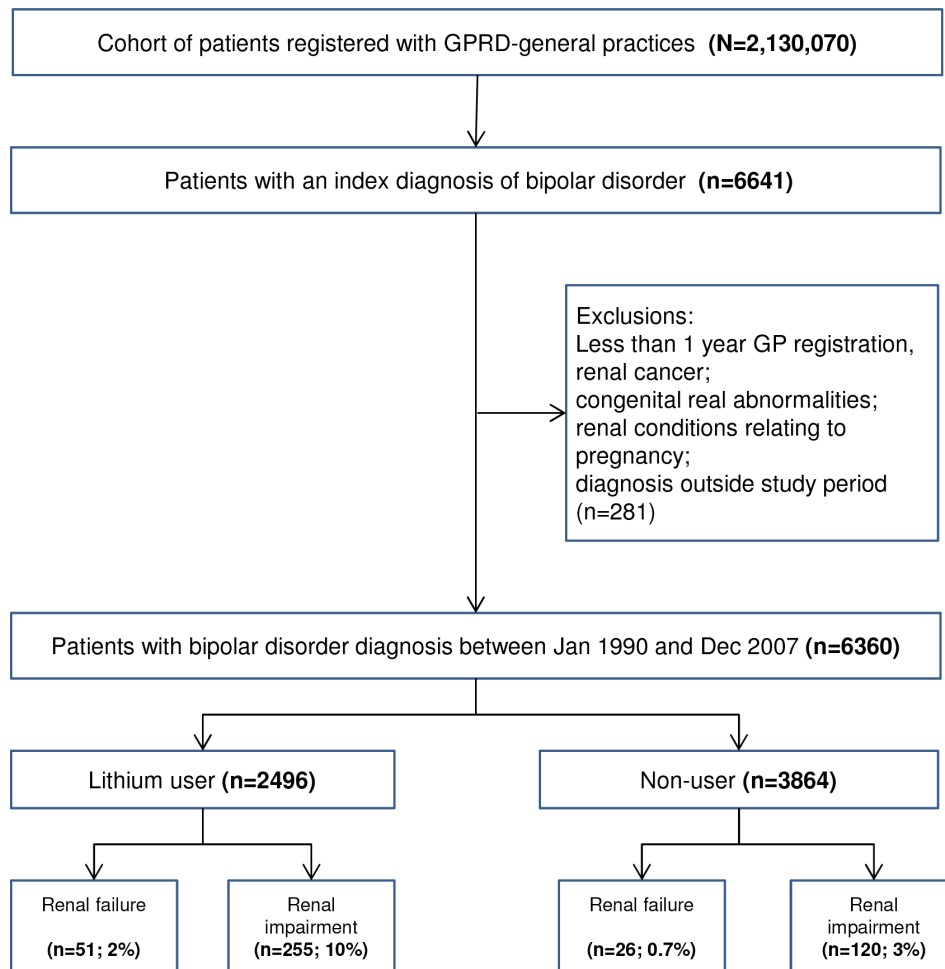 Cohort of patients registered with GPRD-general practices (N=2,130,070)
Patients with an index diagnosis of bipolar disorder (n=6641)
Exclusions:
Less than 1 year GP registration,
renal cancer;
congenital real abnormalities;
renal conditions relating to
pregnancy;
diagnosis outside study period
(n=281)
Patients with bipolar disorder diagnosis between Jan 1990 and Dec 2007 (n=6360)
Lithium user (n=2496)
Non-user (n=3864)
Renal failure
(n=51; 2%)
Renal
impairment
(n=255; 10%)
Renal failure
(n=26; 0.7%)
Renal
impairment
(n=120; 3%)